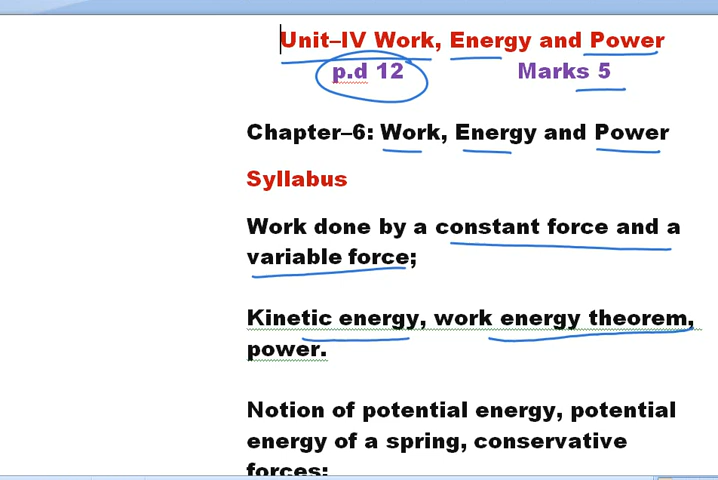 Unit–IV Work, Energy and Power
p.d 12 Marks 5
Chapter–6: Work, Energy and Power
Syllabus
Work done by a constant force and a
variable force;
Kinetic energy, work energy theorem,
power.
Notion of potential energy, potential
energy of a spring, conservative
forces;